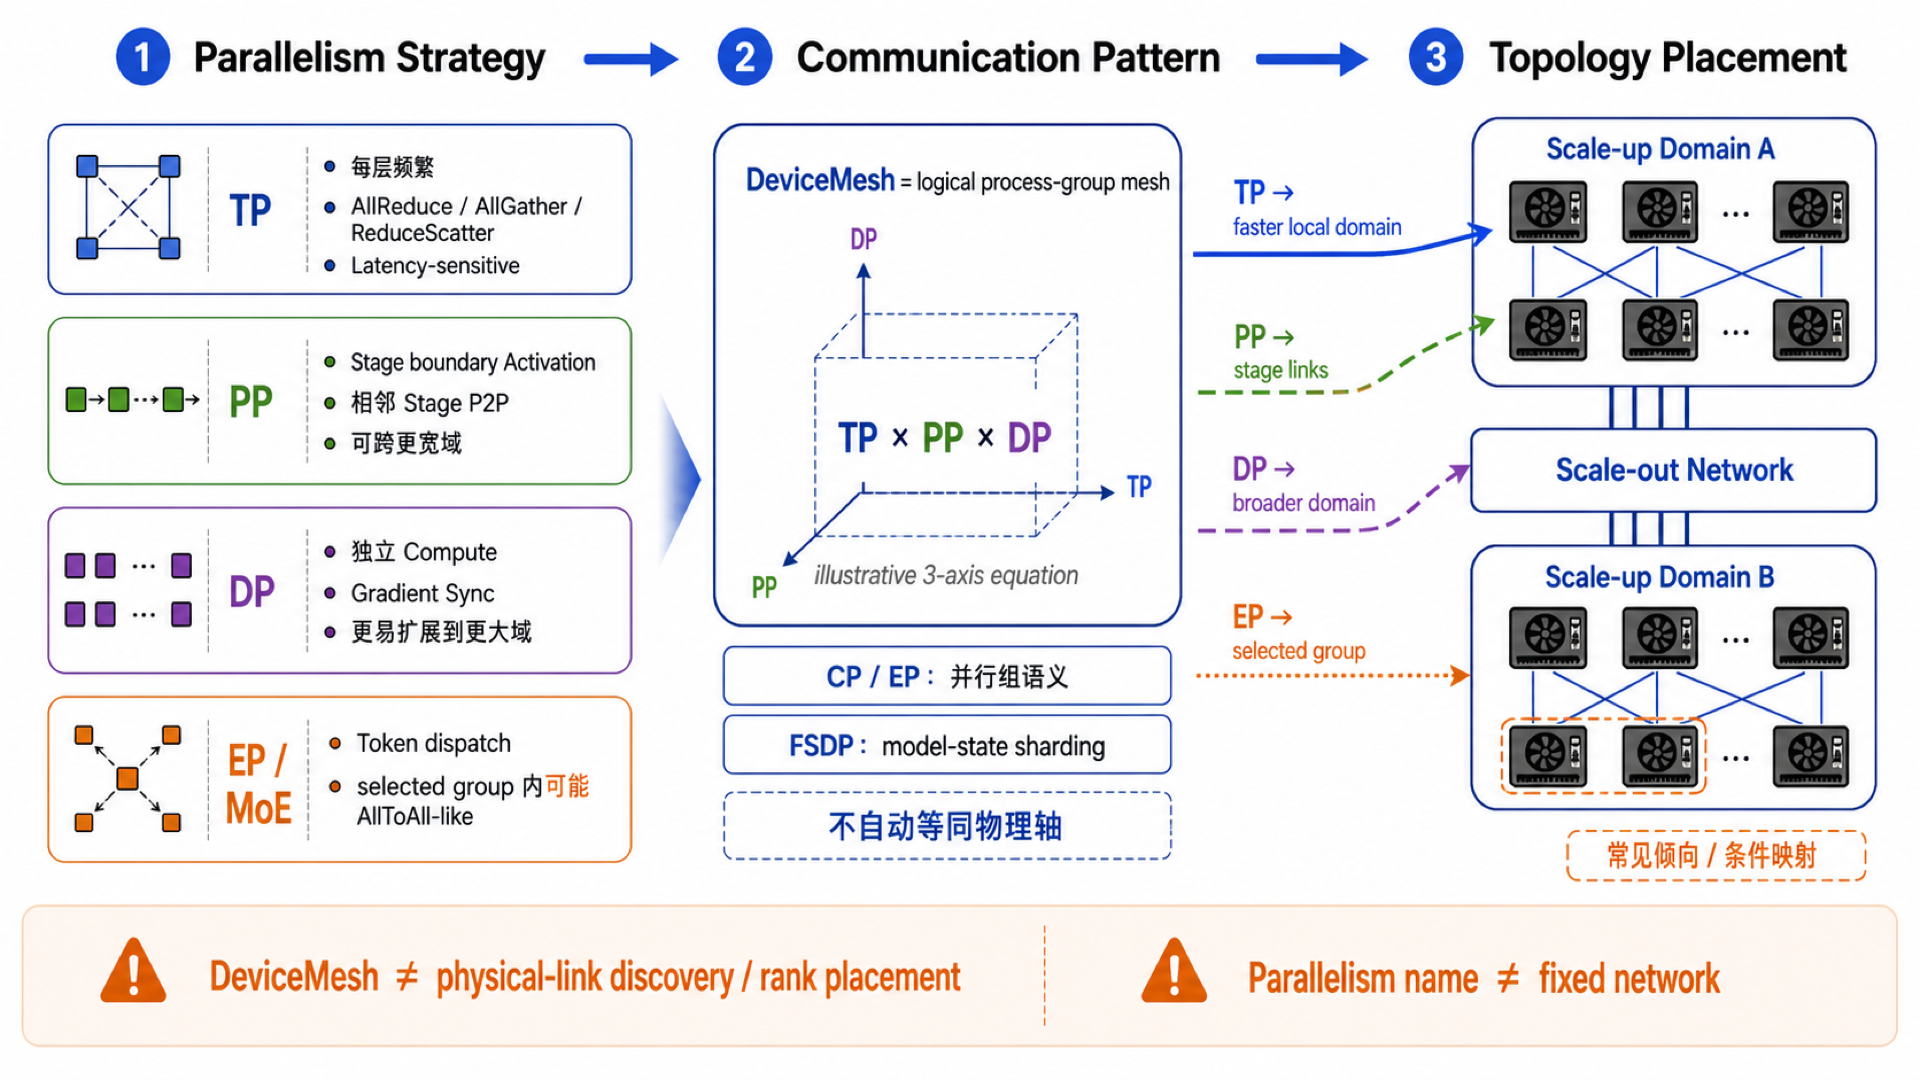 1 Parallelism Strategy
2 Communication Pattern
3 Topology Placement
TP
每层频繁
AllReduce / AllGather /
ReduceScatter
Latency-sensitive
PP
Stage boundary Activation
相邻 Stage P2P
可跨更宽域
DP
独立 Compute
Gradient Sync
更易扩展到更大域
EP /
MoE
Token dispatch
selected group 内可能
AllToAll-like
DeviceMesh = logical process-group mesh
DP
TP × PP × DP
TP
PP
illustrative 3-axis equation
CP / EP： 并行组语义
FSDP： model-state sharding
不自动等同物理轴
TP →
faster local domain
PP →
stage links
DP →
broader domain
EP →
selected group
Scale-up Domain A
...
...
Scale-out Network
Scale-up Domain B
...
...
常见倾向 / 条件映射
DeviceMesh ≠ physical-link discovery / rank placement
Parallelism name ≠ fixed network